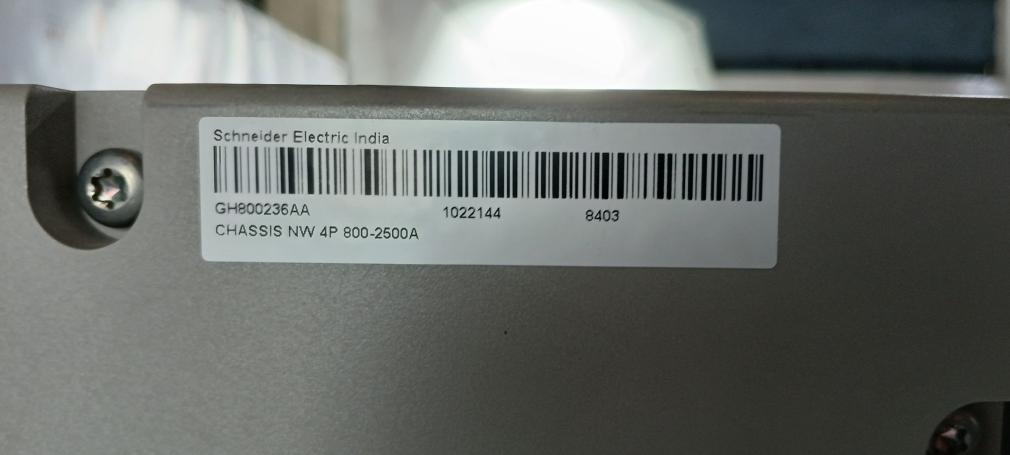 Schneider Electric India
GH800236AA 1022144 8403
CHASSIS NW 4P 800-2500A